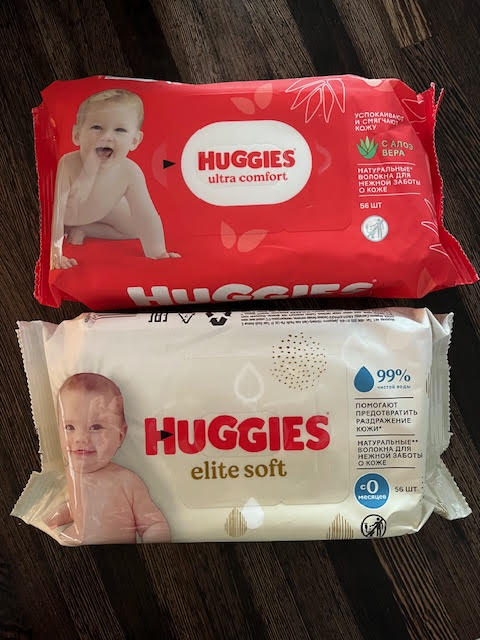 HUGGIES
ultra comfort
УСПОКАИВАЮТ
И СМЯГЧАЮТ
КОЖУ
С АЛОЭ
ВЕРА
НАТУРАЛЬНЫЕ*
ВОЛОКНА ДЛЯ
НЕЖНОЙ ЗАБОТЫ
О КОЖЕ
56 ШТ
HUGGIES
EAC
99%
ЧИСТОЙ ВОДЫ
ПОМОГАЮТ
ПРЕДОТВРАТИТЬ
РАЗДРАЖЕНИЕ
КОЖИ*
HUGGIES
elite soft
НАТУРАЛЬНЫЕ**
ВОЛОКНА ДЛЯ
НЕЖНОЙ ЗАБОТЫ
О КОЖЕ
с 0
месяцев
56 ШТ